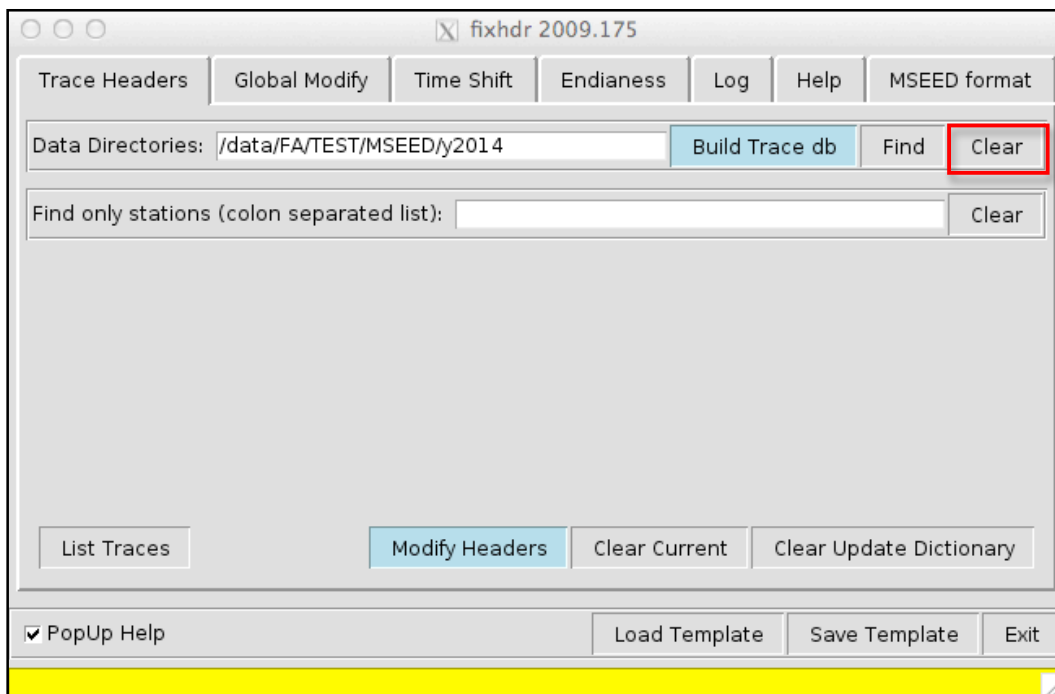 fixhdr 2009.175
Trace Headers Global Modify Time Shift Endianess Log Help MSEED format
Data Directories: /data/FA/TEST/MSEED/y2014 Build Trace db Find Clear
Find only stations (colon separated list): Clear
List Traces Modify Headers Clear Current Clear Update Dictionary
PopUp Help Load Template Save Template Exit